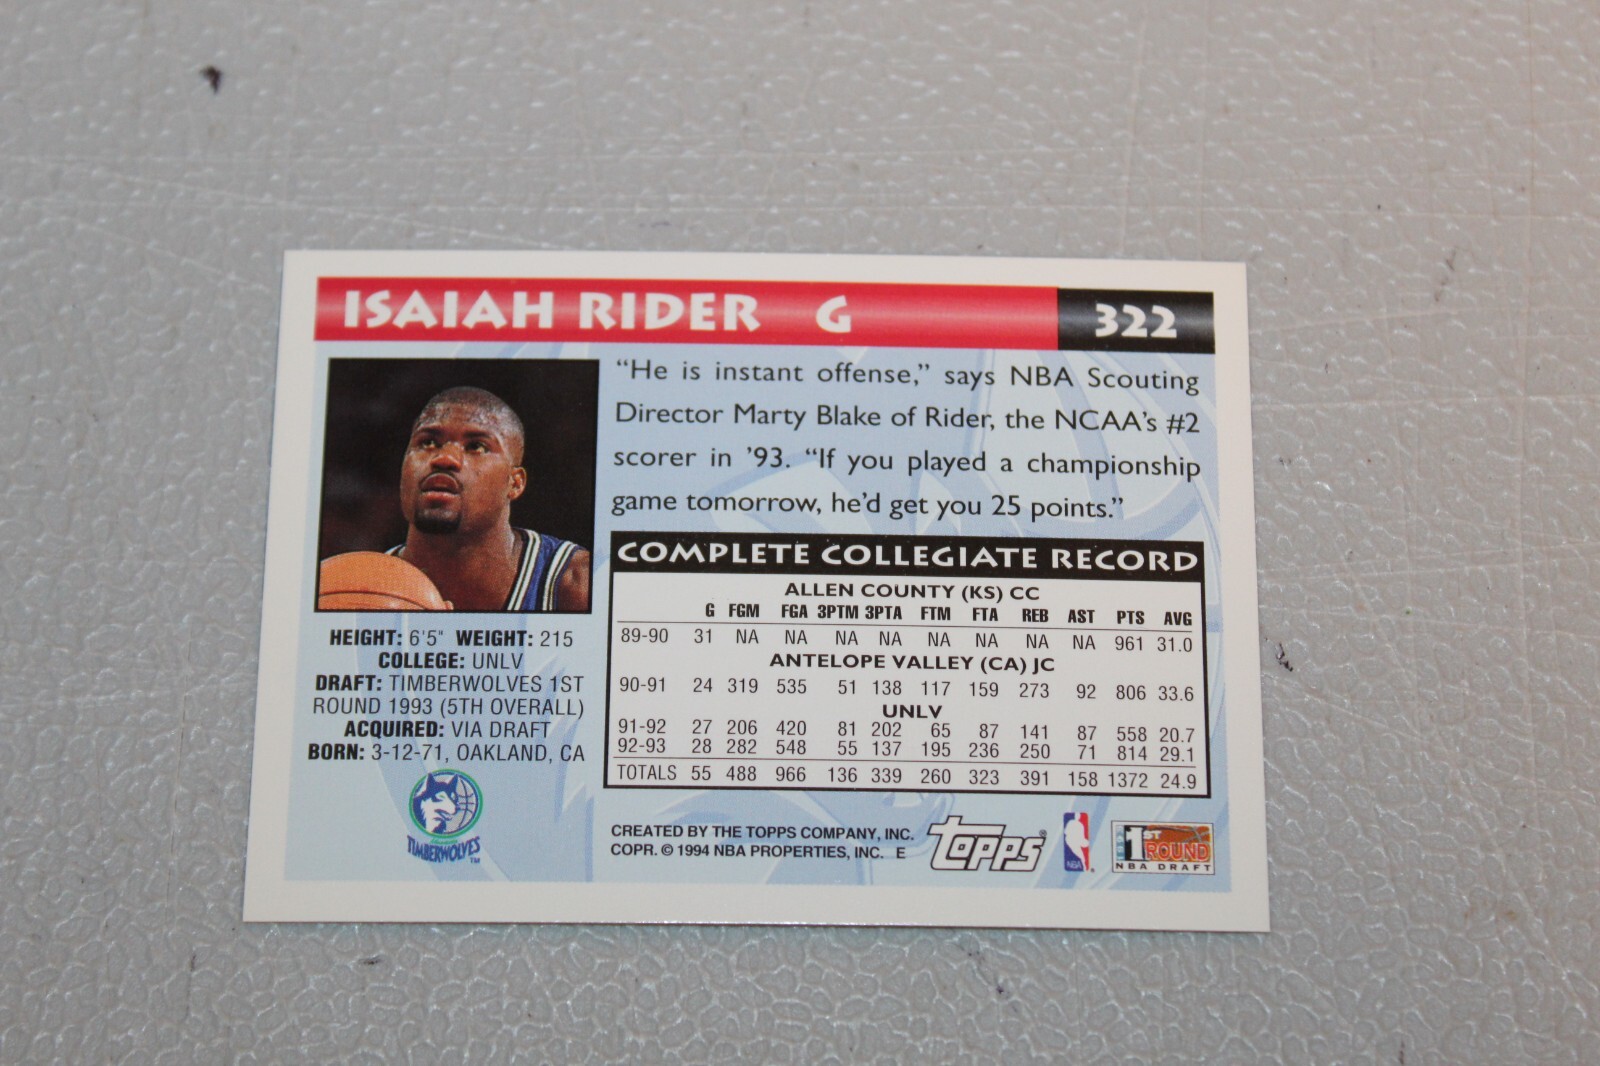 ISAIAH RIDER G 322
"He is instant offense," says NBA Scouting
Director Marty Blake of Rider, the NCAA's #2
scorer in '93. "If you played a championship
game tomorrow, he'd get you 25 points."
HEIGHT: 6'5" WEIGHT: 215
COLLEGE: UNLV
DRAFT: TIMBERWOLVES 1ST
ROUND 1993 (5TH OVERALL)
ACQUIRED: VIA DRAFT
BORN: 3-12-71, OAKLAND, CA
TIMBERWOLVES TM
COMPLETE COLLEGIATE RECORD
ALLEN COUNTY (KS) CC
G FGM FGA 3PTM 3PTA FTM FTA REB AST PTS AVG
89-90 31 NA NA NA NA NA NA NA NA 961 31.0
ANTELOPE VALLEY (CA) JC
90-91 24 319 535 51 138 117 159 273 92 806 33.6
UNLV
91-92 27 206 420 81 202 65 87 141 87 558 20.7
92-93 28 282 548 55 137 195 236 250 71 814 29.1
TOTALS 55 488 966 136 339 260 323 391 158 1372 24.9
CREATED BY THE TOPPS COMPANY, INC.
COPR. © 1994 NBA PROPERTIES, INC. E
TOPPS®
NBA®
1ST
ROUND
NBA DRAFT